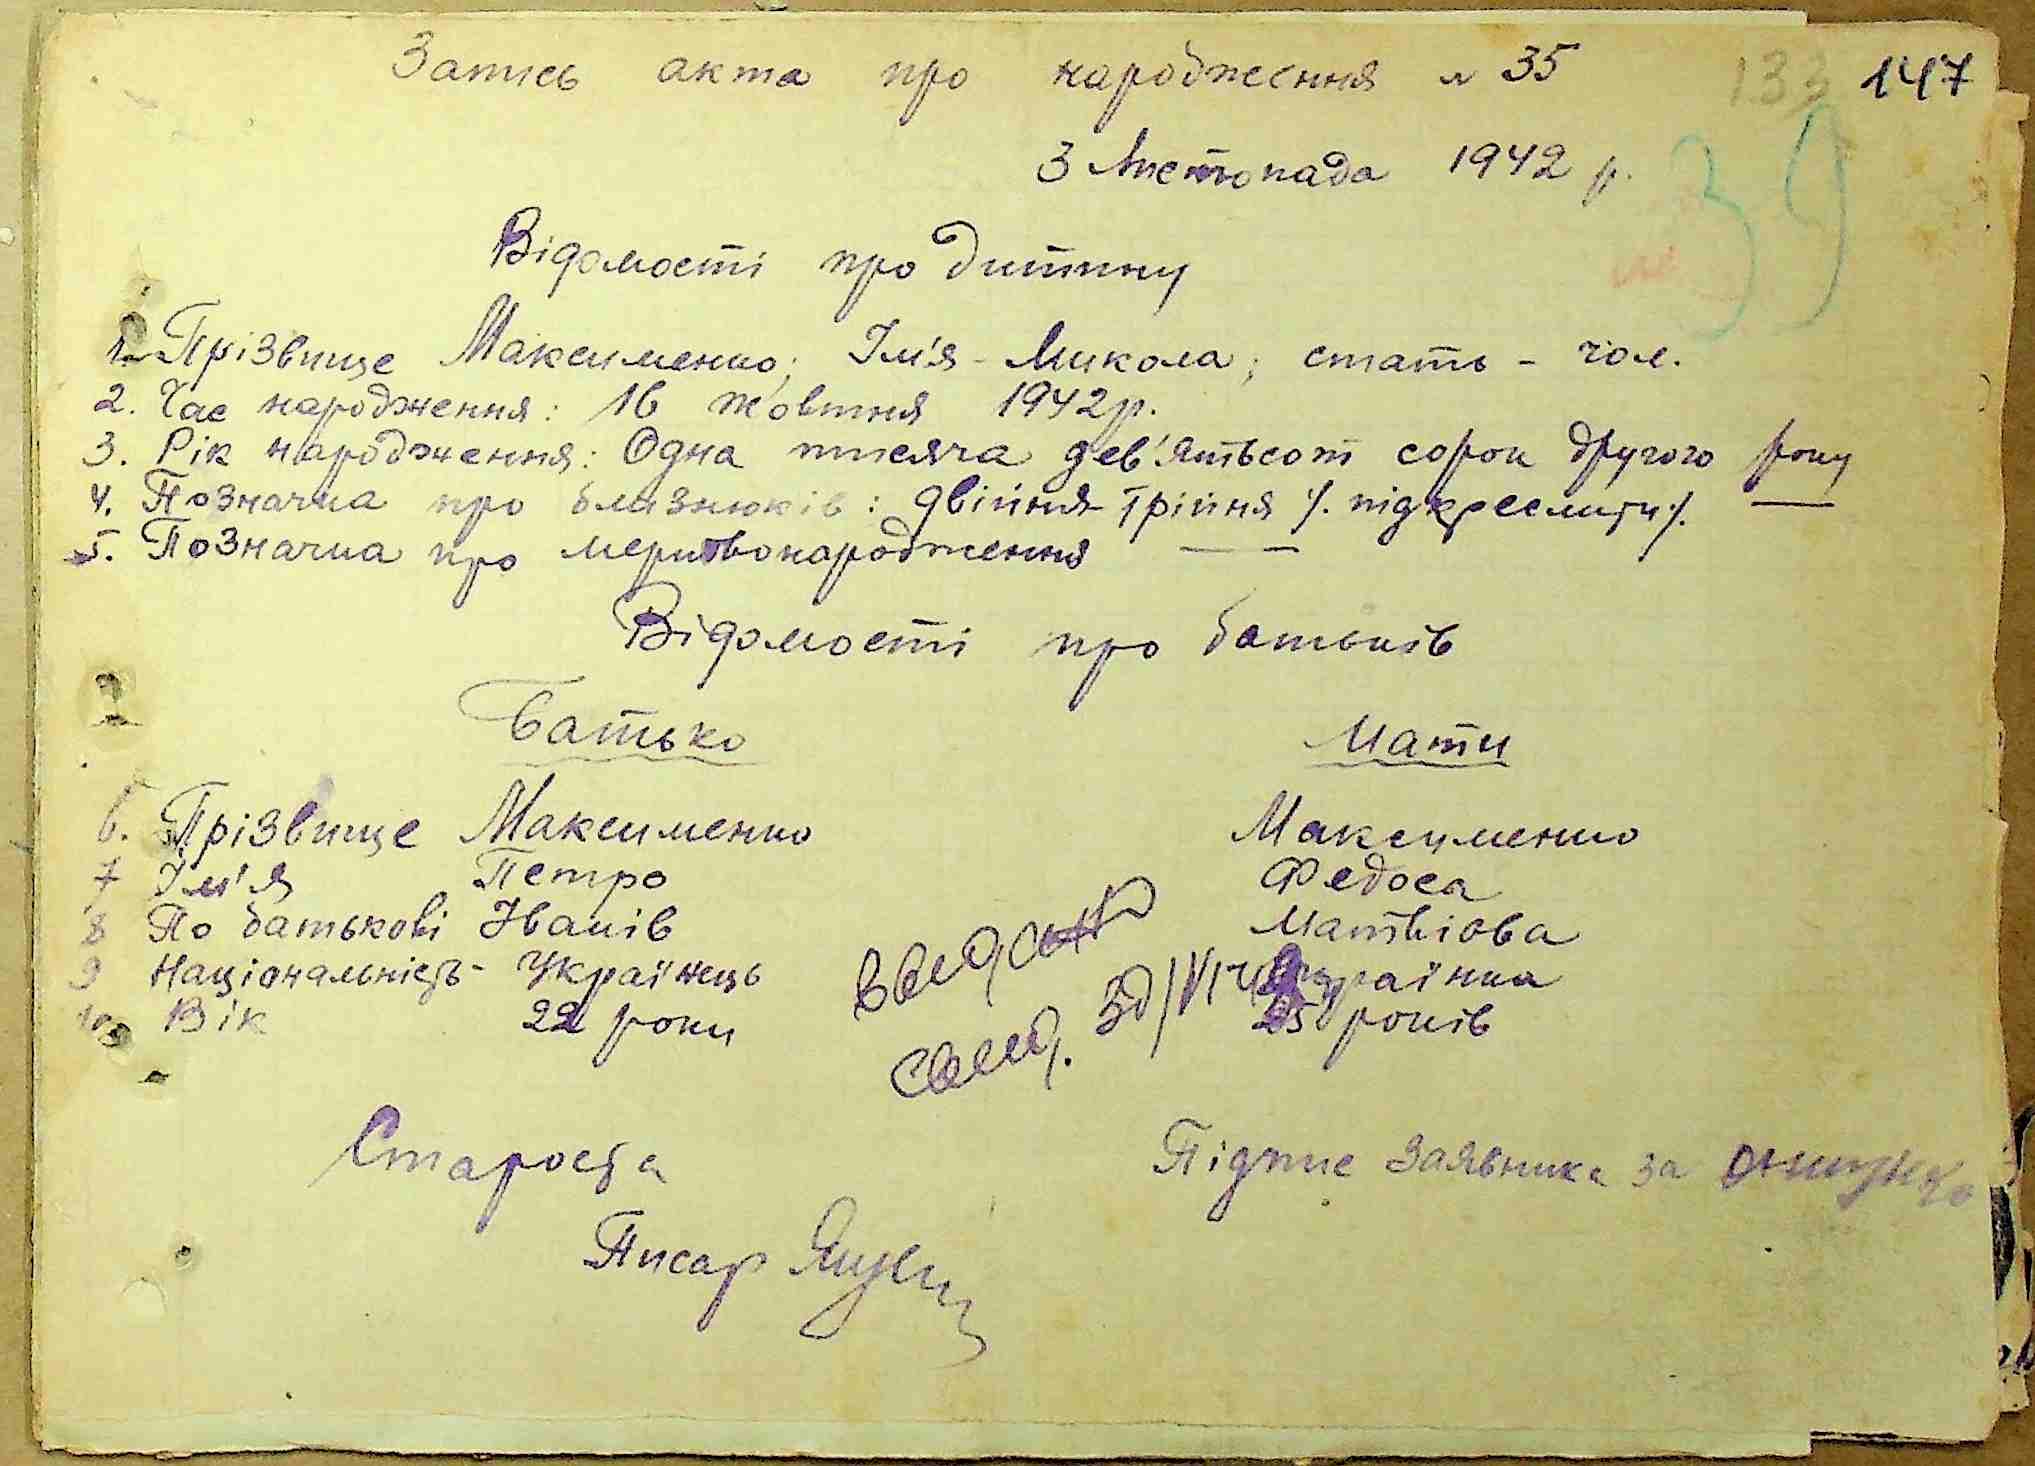 Запись акта про народження № 35
133 147
3 Листопада 1942 р.
39
Відомості про дитину
1. Прізвище Максименко; Ім'я - Микола; стать - чол.
2. Час народження: 16 жовтня 1942 р.
3. Рік народження: Одна тисяча дев'ятьсот сорок другого року
4. Позначка про близнюків: двійня трійня /. підкреслити/. —
5. Позначка про мертвонародження — —
Відомості про батьків
Батько Мати
6. Прізвище Максименко Максименко
7 Ім'я Петро Федоса
8 По батькові Іванів Матвіова
9 Національність - Українець Українка
10 Вік 22 роки 25 років
свид.
Староста Підпис заявника за
Писар